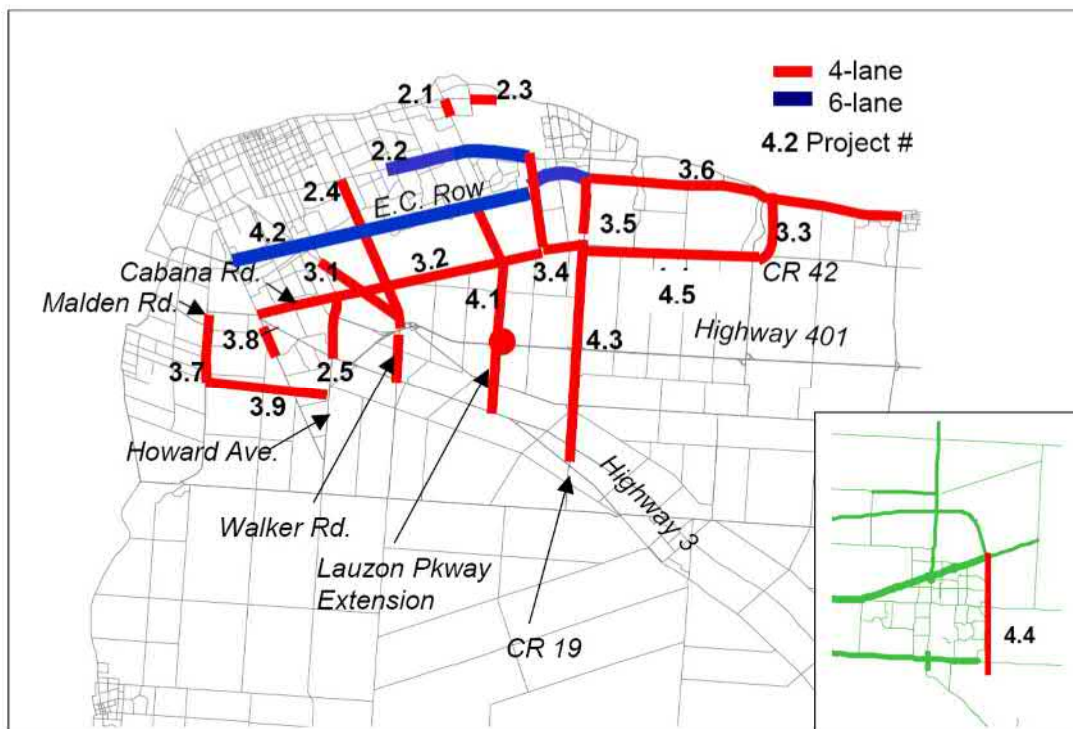 4-lane
6-lane
4.2 Project #
2.1
2.3
2.2
2.4
E.C. Row
3.6
4.2
3.5
3.3
3.1
3.2
3.4
CR 42
Cabana Rd.
Malden Rd.
4.1
4.5
3.8
4.3
Highway 401
3.7
2.5
3.9
Howard Ave.
Highway 3
Walker Rd.
Lauzon Pkway
Extension
CR 19
4.4